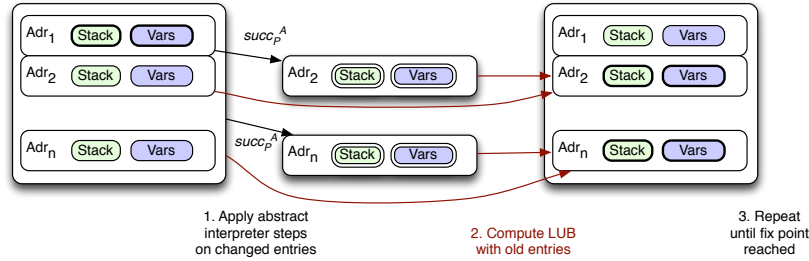 Adr1 Stack Vars
Adr2 Stack Vars
Adrn Stack Vars
succPA
Adr2 Stack Vars
succPA
Adrn Stack Vars
Adr1 Stack Vars
Adr2 Stack Vars
Adrn Stack Vars
1. Apply abstract
interpreter steps
on changed entries
2. Compute LUB
with old entries
3. Repeat
until fix point
reached